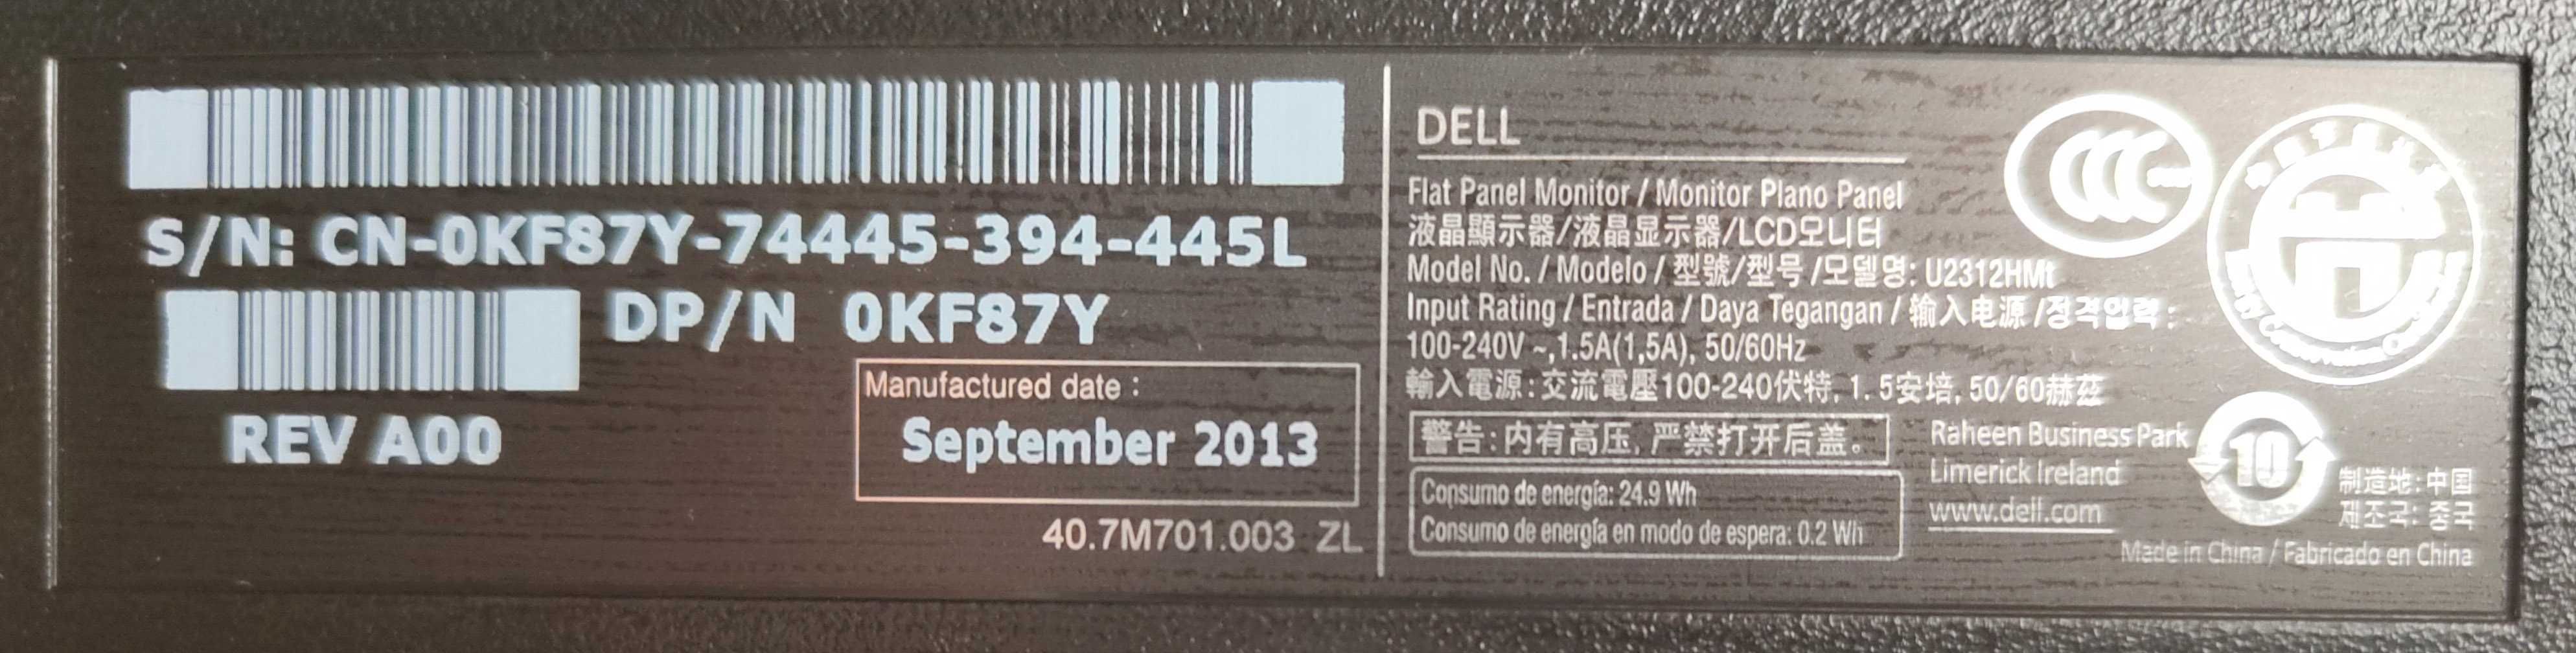 S/N: CN-0KF87Y-74445-394-445L
DP/N 0KF87Y
REV A00
Manufactured date :
September 2013
40.7M701.003 ZL
DELL
Flat Panel Monitor / Monitor Plano Panel
液晶顯示器/液晶显示器/LCD모니터
Model No. / Modelo / 型號/型号 /모델명: U2312HMt
Input Rating / Entrada / Daya Tegangan / 输入电源 /정격입력 :
100-240V ~,1.5A(1,5A), 50/60Hz
輸入電源: 交流電壓100-240伏特, 1.5安培, 50/60赫茲
警告: 内有高压, 严禁打开后盖。
Consumo de energía: 24.9 Wh
Consumo de energía en modo de espera: 0.2 Wh
Raheen Business Park
Limerick Ireland
www.dell.com
CCC
10
制造地: 中国
제조국: 중국
Made in China / Fabricado en China